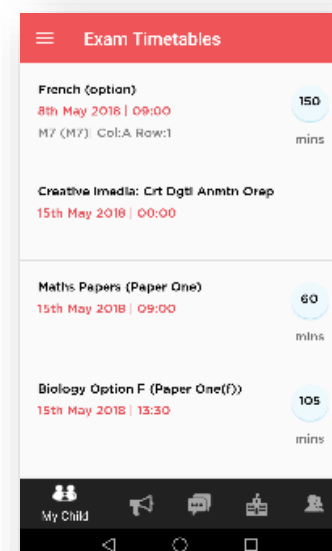 Exam Timetables
French (option)
8th May 2018 | 09:00
150
M7 (M7)| Col:A Row:1
mins
Creative Imedia: Crt Dgtl Anmtn Orep
15th May 2018 | 00:00
Maths Papers (Paper One)
15th May 2018 | 09:00
60
mins
Biology Option F (Paper One(f))
15th May 2018 | 13:30
105
mins
My Child